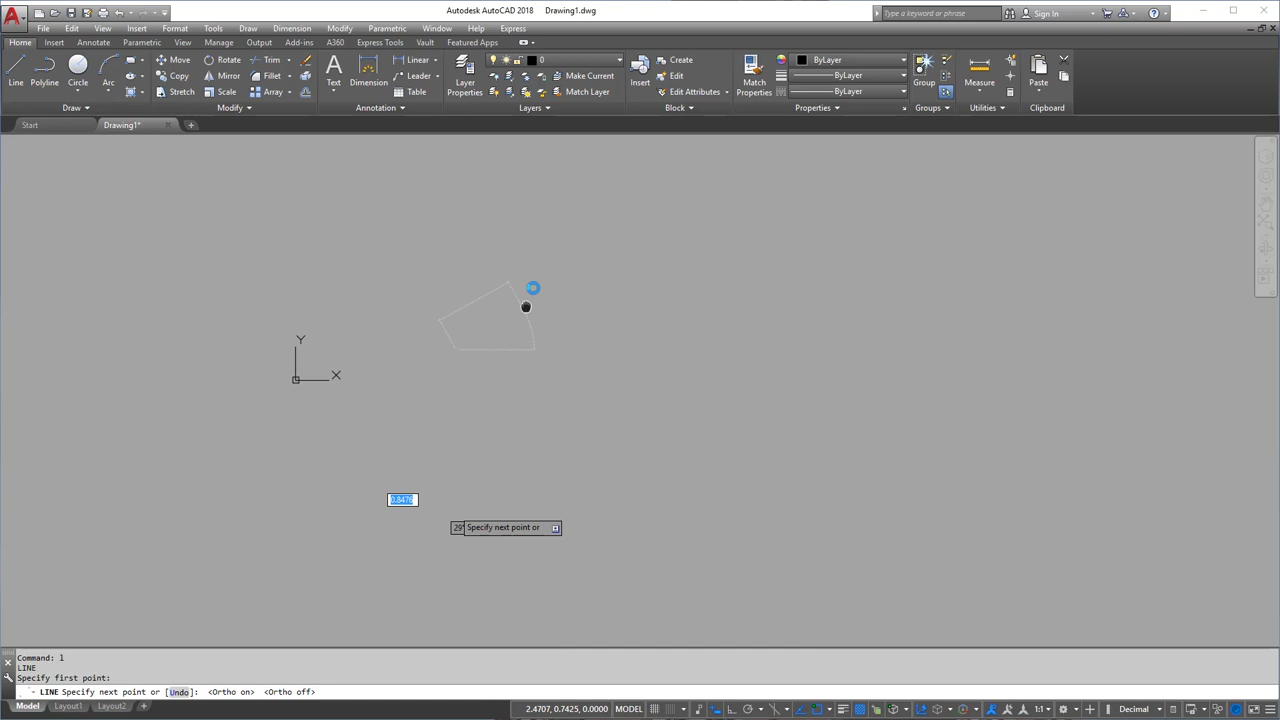 A Autodesk AutoCAD 2018 Drawing1.dwg Type a keyword or phrase Sign In
File Edit View Insert Format Tools Draw Dimension Modify Parametric Window Help Express
Home Insert Annotate Parametric View Manage Output Add-ins A360 Express Tools Vault Featured Apps
Line Polyline Circle Arc
Move Rotate Trim
Copy Mirror Fillet
Stretch Scale Array
Text Dimension
Linear
Leader
Table
Layer Properties
0
Make Current
Match Layer
Insert
Create
Edit
Edit Attributes
Match Properties
ByLayer
ByLayer
ByLayer
Group
Measure
Paste
Draw Modify Annotation Layers Block Properties Groups Utilities Clipboard
Start Drawing1*
Y
X
0.8476
29° Specify next point or
Command: l
LINE
Specify first point:
LINE Specify next point or [Undo]: <Ortho on> <Ortho off>
Model Layout1 Layout2 2.4707, 0.7425, 0.0000 MODEL 1:1 Decimal